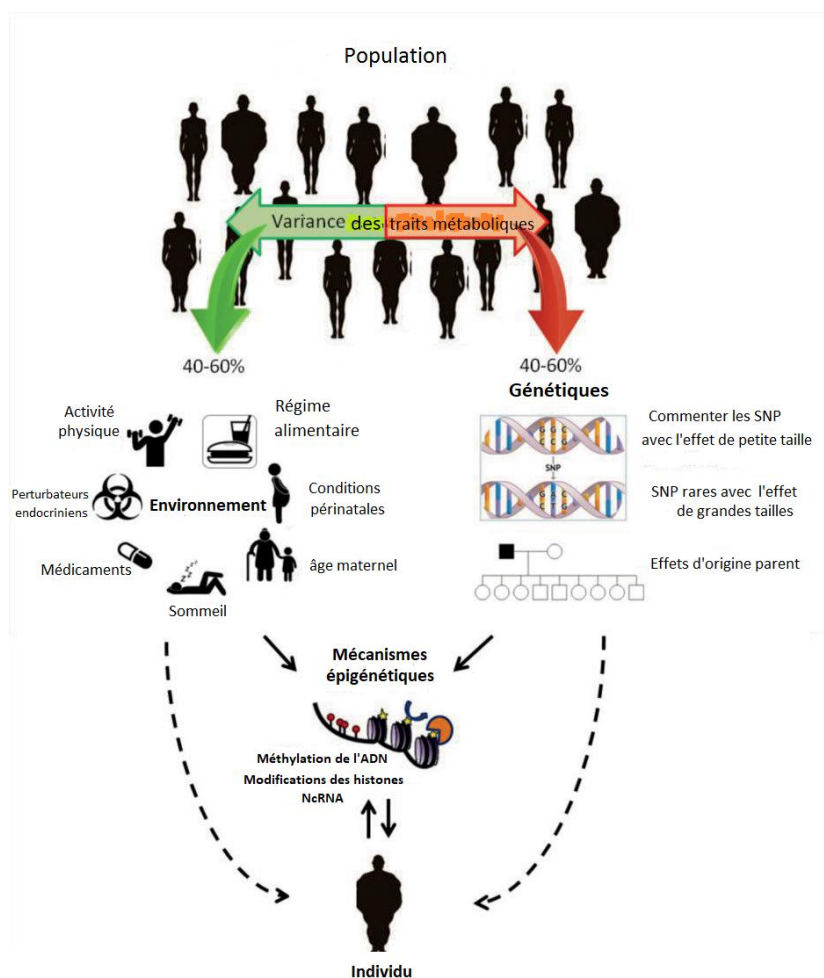 Population
Variance des traits métaboliques
40-60%
40-60%
Génétiques
Activité
physique
Régime
alimentaire
Perturbateurs
endocriniens
Environnement
Conditions
périnatales
Médicaments
âge maternel
Sommeil
Commenter les SNP
avec l'effet de petite taille
G G C
C C G
SNP
SNP rares avec l'effet
de grandes tailles
G A C
C T G
Effets d'origine parent
Mécanismes
épigénétiques
Méthylation de l'ADN
Modifications des histones
NcRNA
Individu